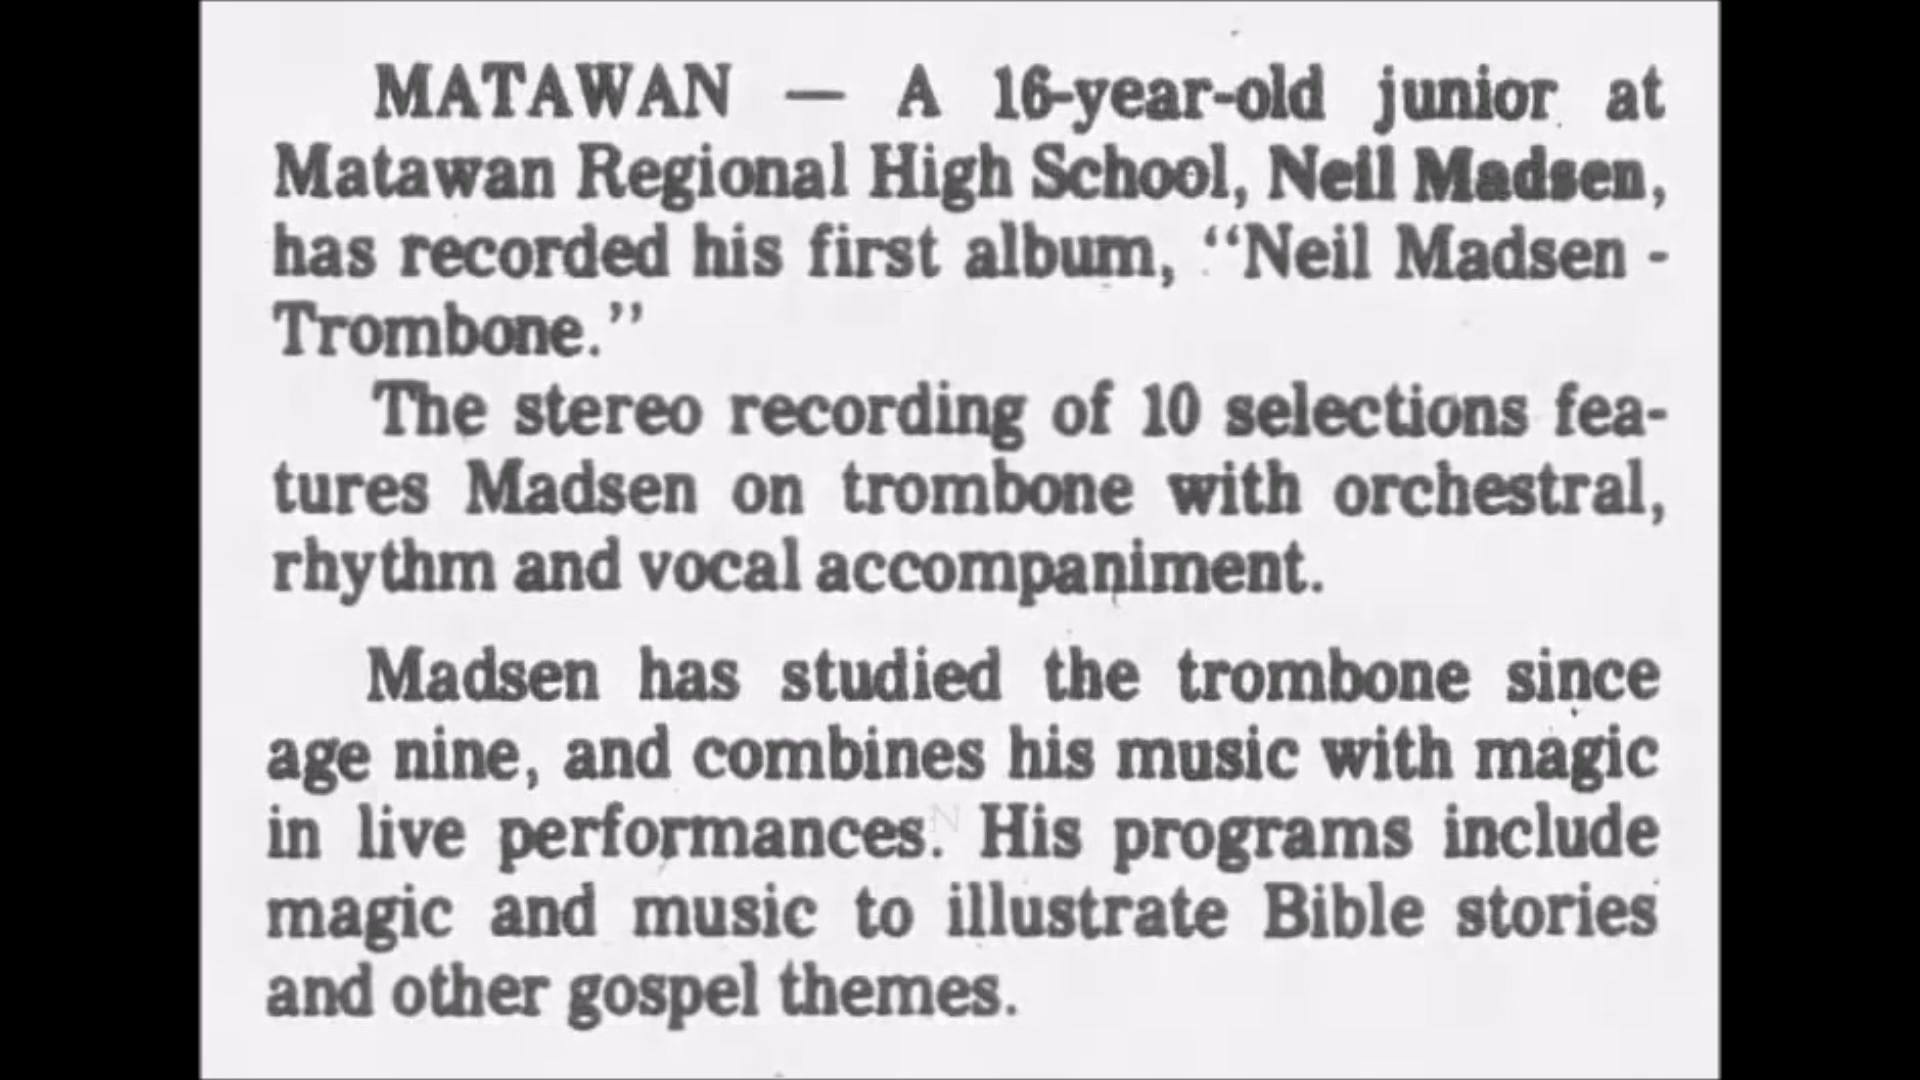 MATAWAN — A 16-year-old junior at
Matawan Regional High School, Neil Madsen,
has recorded his first album, "Neil Madsen -
Trombone."
The stereo recording of 10 selections fea-
tures Madsen on trombone with orchestral,
rhythm and vocal accompaniment.
Madsen has studied the trombone since
age nine, and combines his music with magic
in live performances. His programs include
magic and music to illustrate Bible stories
and other gospel themes.